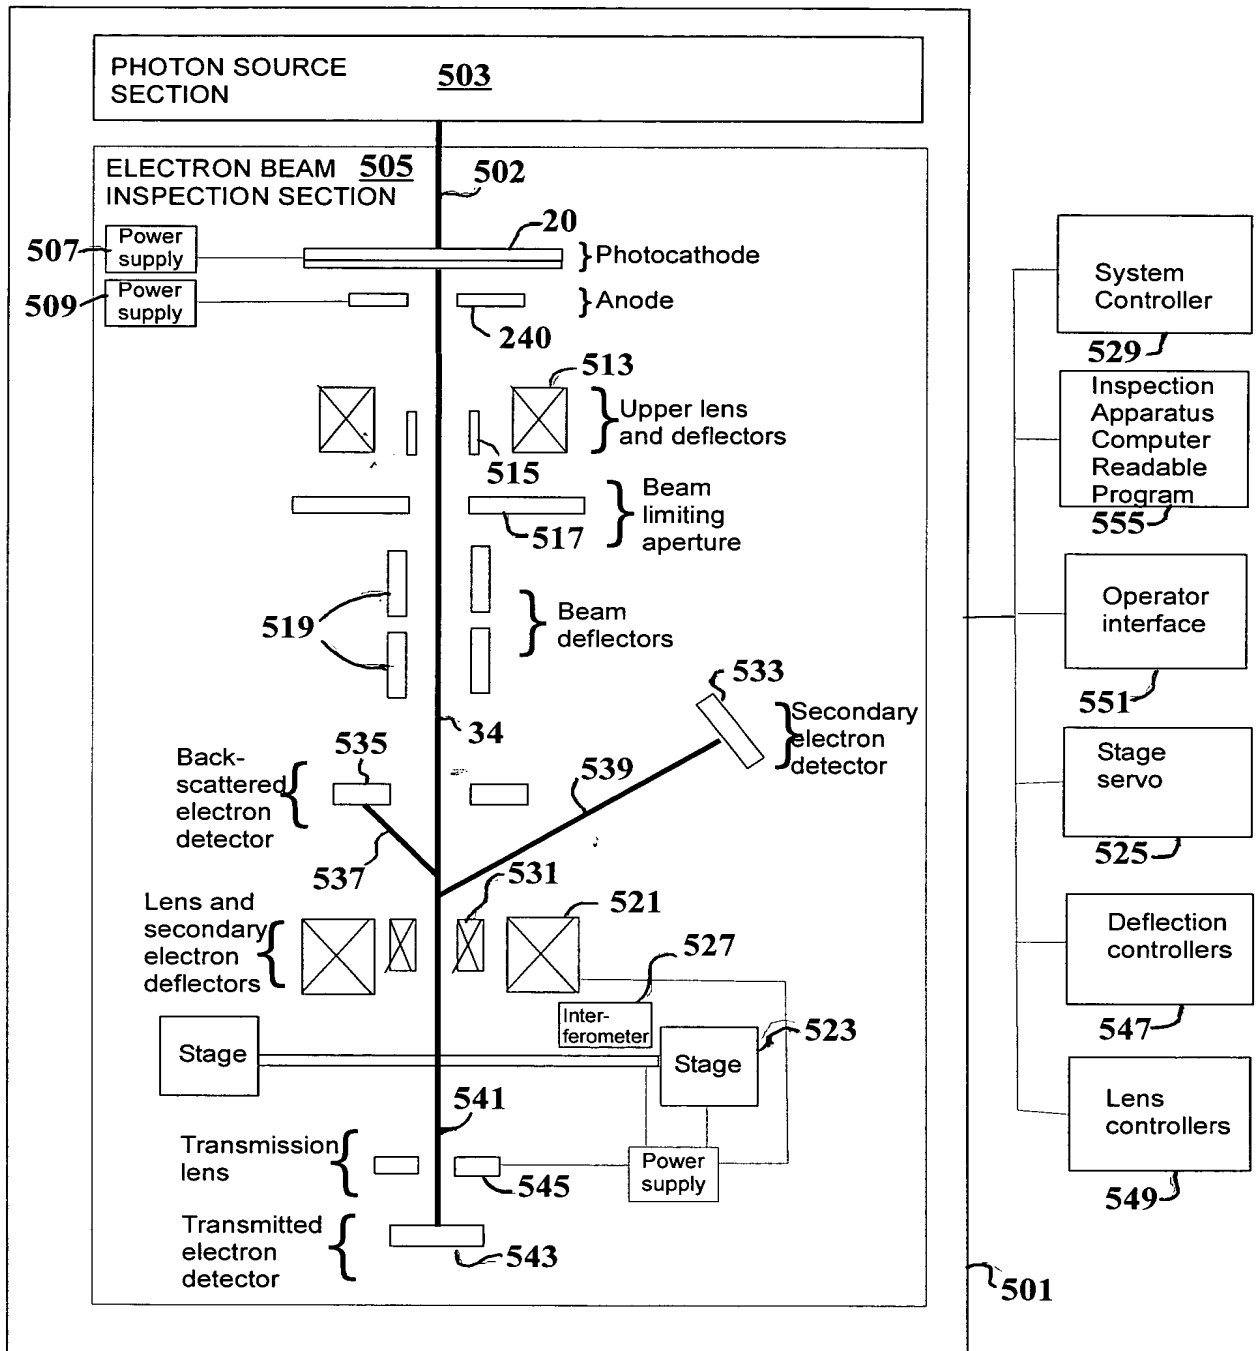 PHOTON SOURCE
SECTION
503
ELECTRON BEAM 505
INSPECTION SECTION
502
20
507
Power
supply
Photocathode
509
Power
supply
Anode
240
513
Upper lens
and deflectors
515
Beam
limiting
aperture
517
519
Beam
deflectors
533
Secondary
electron
detector
34
535
Back-
scattered
electron
detector
539
537
531
521
Lens and
secondary
electron
deflectors
527
Inter-
ferometer
523
Stage
Stage
541
Transmission
lens
Power
supply
545
Transmitted
electron
detector
543
501
System
Controller
529
Inspection
Apparatus
Computer
Readable
Program
555
Operator
interface
551
Stage
servo
525
Deflection
controllers
547
Lens
controllers
549